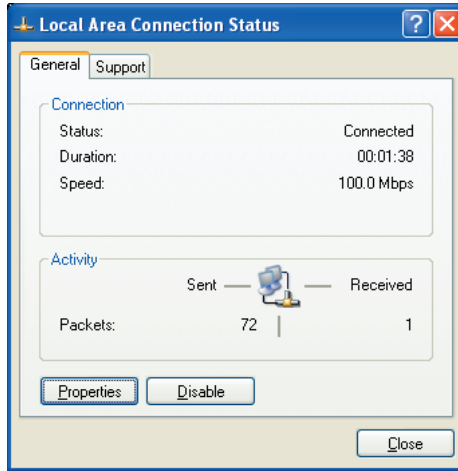 Local Area Connection Status
General Support
Connection
Status: Connected
Duration: 00:01:38
Speed: 100.0 Mbps
Activity
Sent Received
Packets: 72 1
Properties Disable
Close